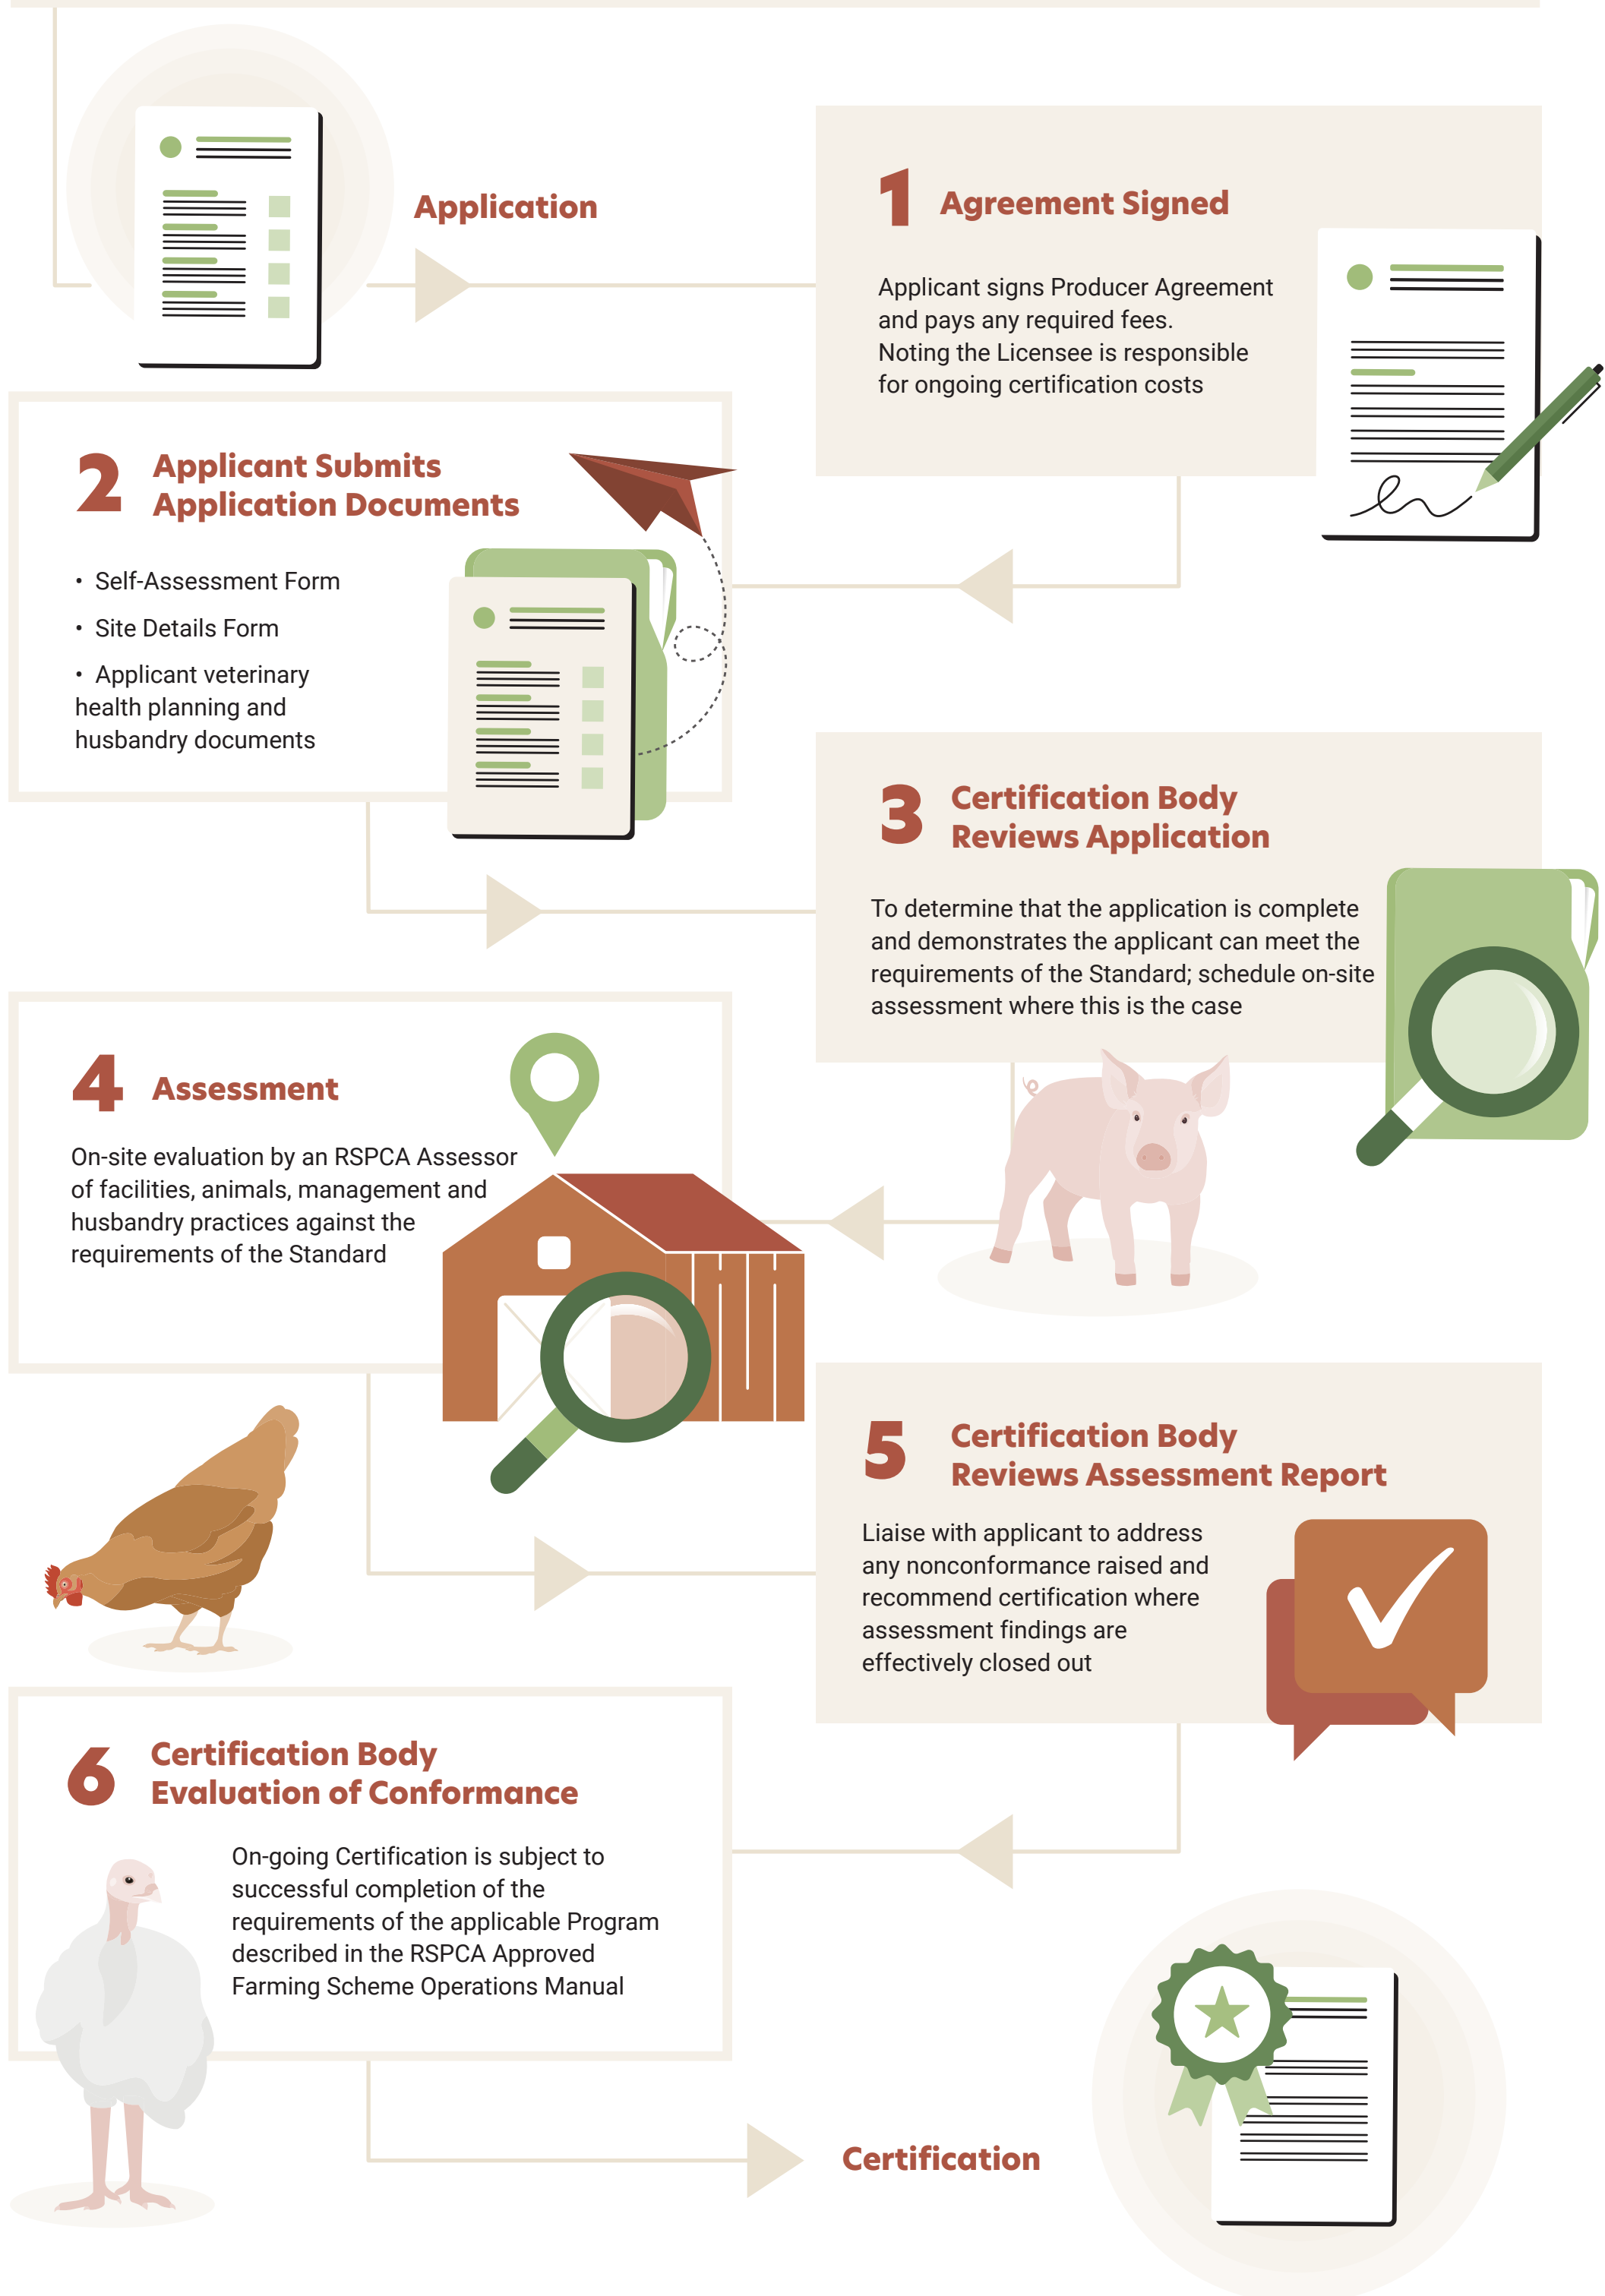 Application
1 Agreement Signed
Applicant signs Producer Agreement
and pays any required fees.
Noting the Licensee is responsible
for ongoing certification costs
2 Applicant Submits
Application Documents
• Self-Assessment Form
• Site Details Form
• Applicant veterinary
health planning and
husbandry documents
3 Certification Body
Reviews Application
To determine that the application is complete
and demonstrates the applicant can meet the
requirements of the Standard; schedule on-site
assessment where this is the case
4 Assessment
On-site evaluation by an RSPCA Assessor
of facilities, animals, management and
husbandry practices against the
requirements of the Standard
5 Certification Body
Reviews Assessment Report
Liaise with applicant to address
any nonconformance raised and
recommend certification where
assessment findings are
effectively closed out
6 Certification Body
Evaluation of Conformance
On-going Certification is subject to
successful completion of the
requirements of the applicable Program
described in the RSPCA Approved
Farming Scheme Operations Manual
Certification